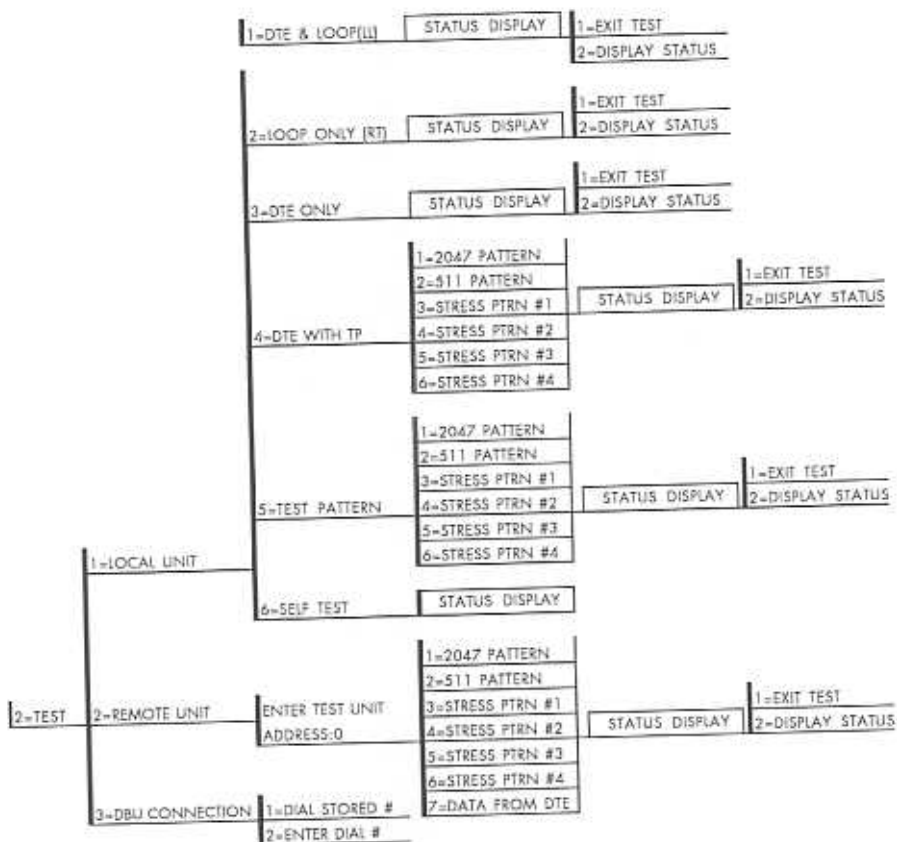 1=DTE & LOOP(LL) STATUS DISPLAY 1=EXIT TEST
2=DISPLAY STATUS
1=EXIT TEST
2=LOOP ONLY (RT) STATUS DISPLAY 2=DISPLAY STATUS
1=EXIT TEST
3=DTE ONLY STATUS DISPLAY 2=DISPLAY STATUS
1=2047 PATTERN
2=511 PATTERN 1=EXIT TEST
3=STRESS PTRN #1 STATUS DISPLAY 2=DISPLAY STATUS
4=DTE WITH TP 4=STRESS PTRN #2
5=STRESS PTRN #3
6=STRESS PTRN #4
1=2047 PATTERN
2=511 PATTERN
3=STRESS PTRN #1 1=EXIT TEST
5=TEST PATTERN 4=STRESS PTRN #2 STATUS DISPLAY 2=DISPLAY STATUS
5=STRESS PTRN #3
1=LOCAL UNIT 6=STRESS PTRN #4
6=SELF TEST STATUS DISPLAY
1=2047 PATTERN
2=511 PATTERN
2=TEST 2=REMOTE UNIT ENTER TEST UNIT 3=STRESS PTRN #1 1=EXIT TEST
ADDRESS:0 4=STRESS PTRN #2 STATUS DISPLAY 2=DISPLAY STATUS
5=STRESS PTRN #3
6=STRESS PTRN #4
3=DBU CONNECTION 1=DIAL STORED # 7=DATA FROM DTE
2=ENTER DIAL #